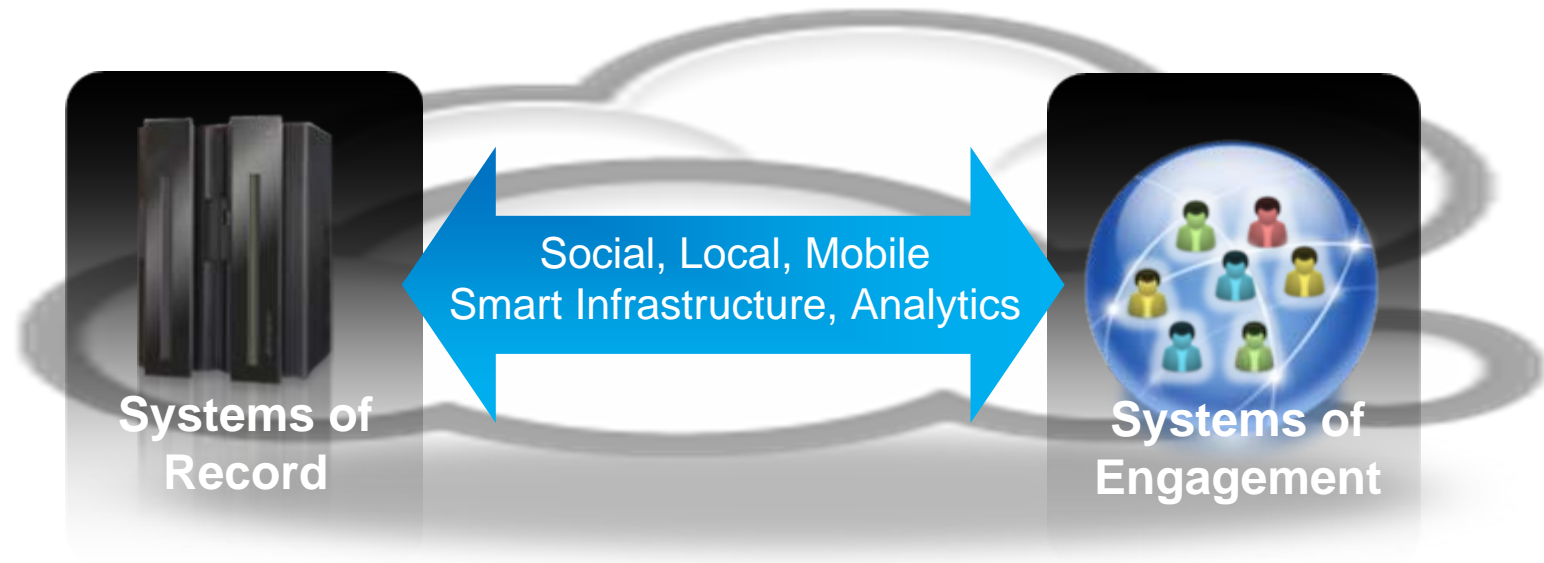 Social, Local, Mobile
Smart Infrastructure, Analytics
Systems of
Record
Systems of
Engagement